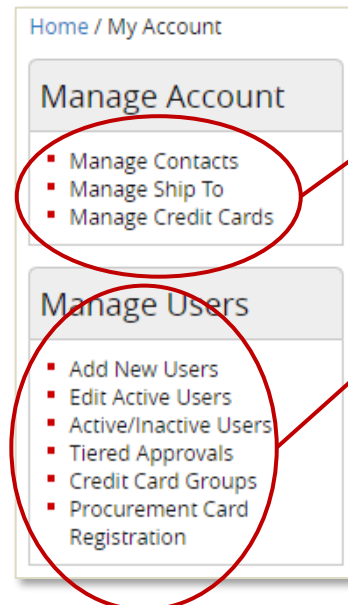 Home / My Account
Manage Account
Manage Contacts
Manage Ship To
Manage Credit Cards
Manage Users
Add New Users
Edit Active Users
Active/Inactive Users
Tiered Approvals
Credit Card Groups
Procurement Card
Registration